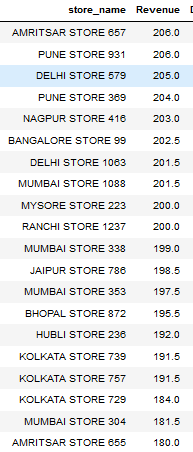 store_name Revenue
AMRITSAR STORE 657 206.0
PUNE STORE 931 206.0
DELHI STORE 579 205.0
PUNE STORE 369 204.0
NAGPUR STORE 416 203.0
BANGALORE STORE 99 202.5
DELHI STORE 1063 201.5
MUMBAI STORE 1088 201.5
MYSORE STORE 223 200.0
RANCHI STORE 1237 200.0
MUMBAI STORE 338 199.0
JAIPUR STORE 786 198.5
MUMBAI STORE 353 197.5
BHOPAL STORE 872 195.5
HUBLI STORE 236 192.0
KOLKATA STORE 739 191.5
KOLKATA STORE 757 191.5
KOLKATA STORE 729 184.0
MUMBAI STORE 304 181.5
AMRITSAR STORE 655 180.0